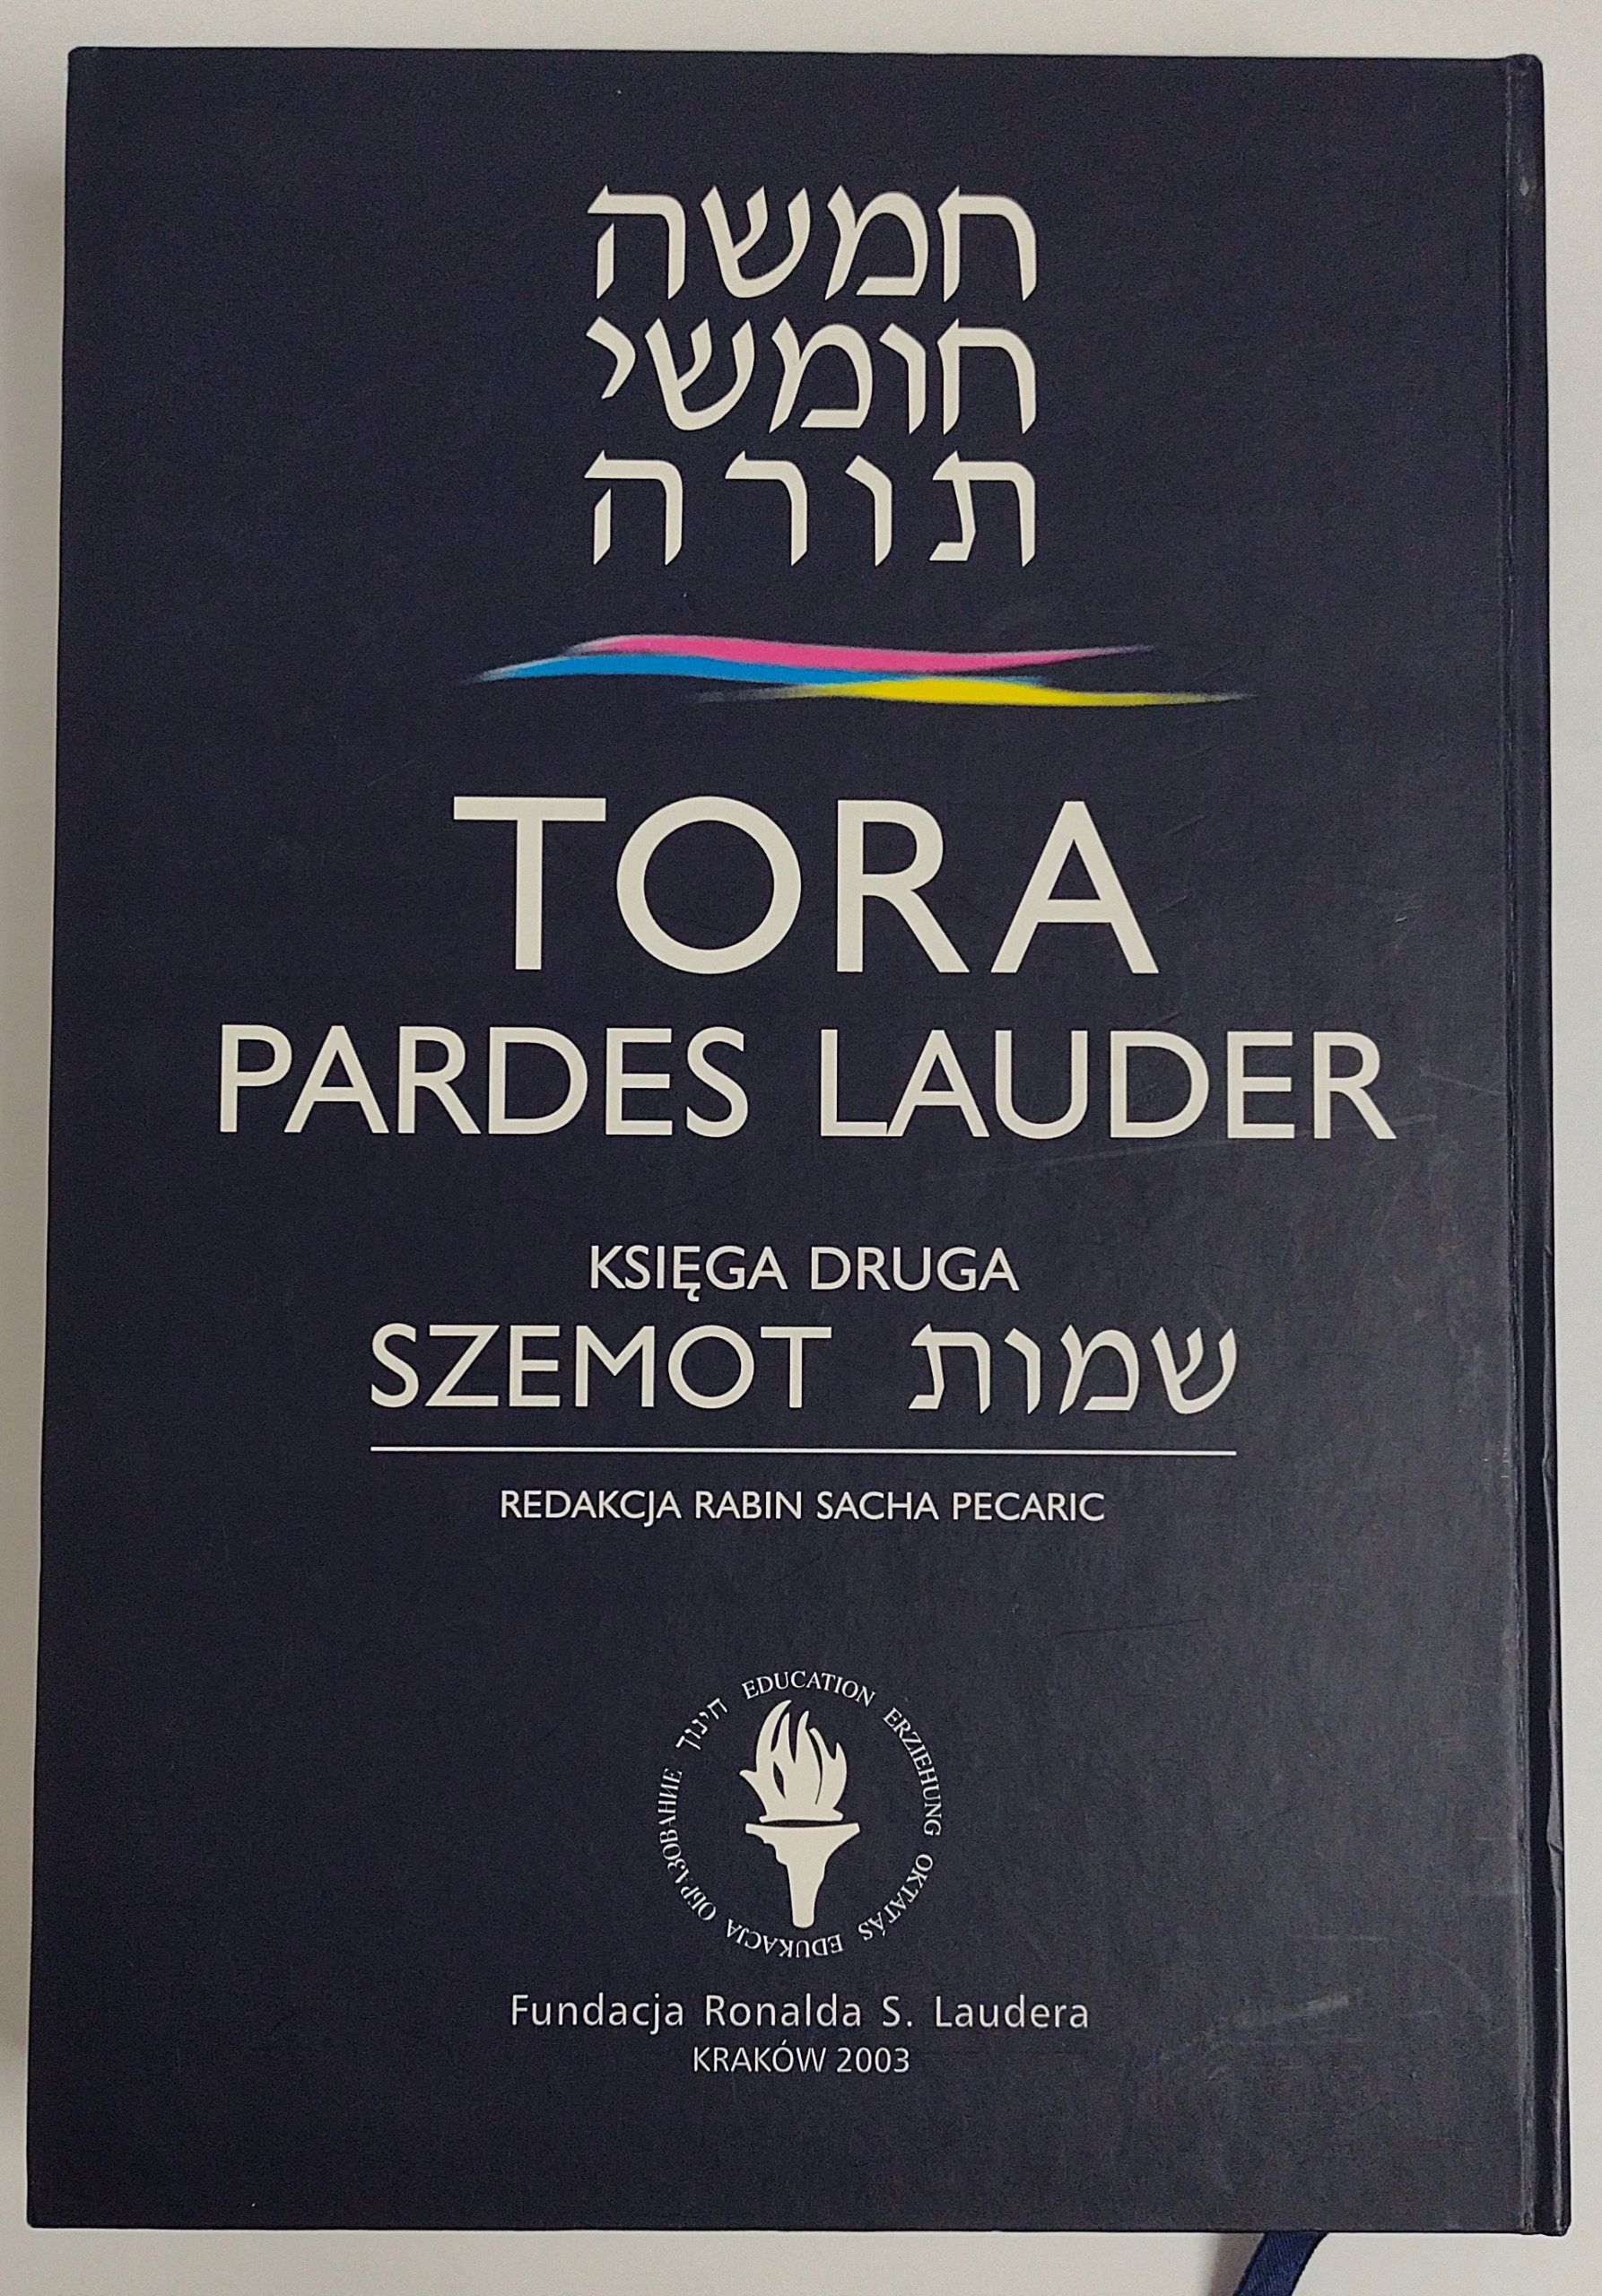 חמשה
חומשי
תורה
TORA
PARDES LAUDER
KSIĘGA DRUGA
SZEMOT שמות
REDAKCJA RABIN SACHA PECARIC
חינוך EDUCATION ERZIEHUNG OKTATÁS EDUKACJA ОБРАЗОВАНИЕ
Fundacja Ronalda S. Laudera
KRAKÓW 2003